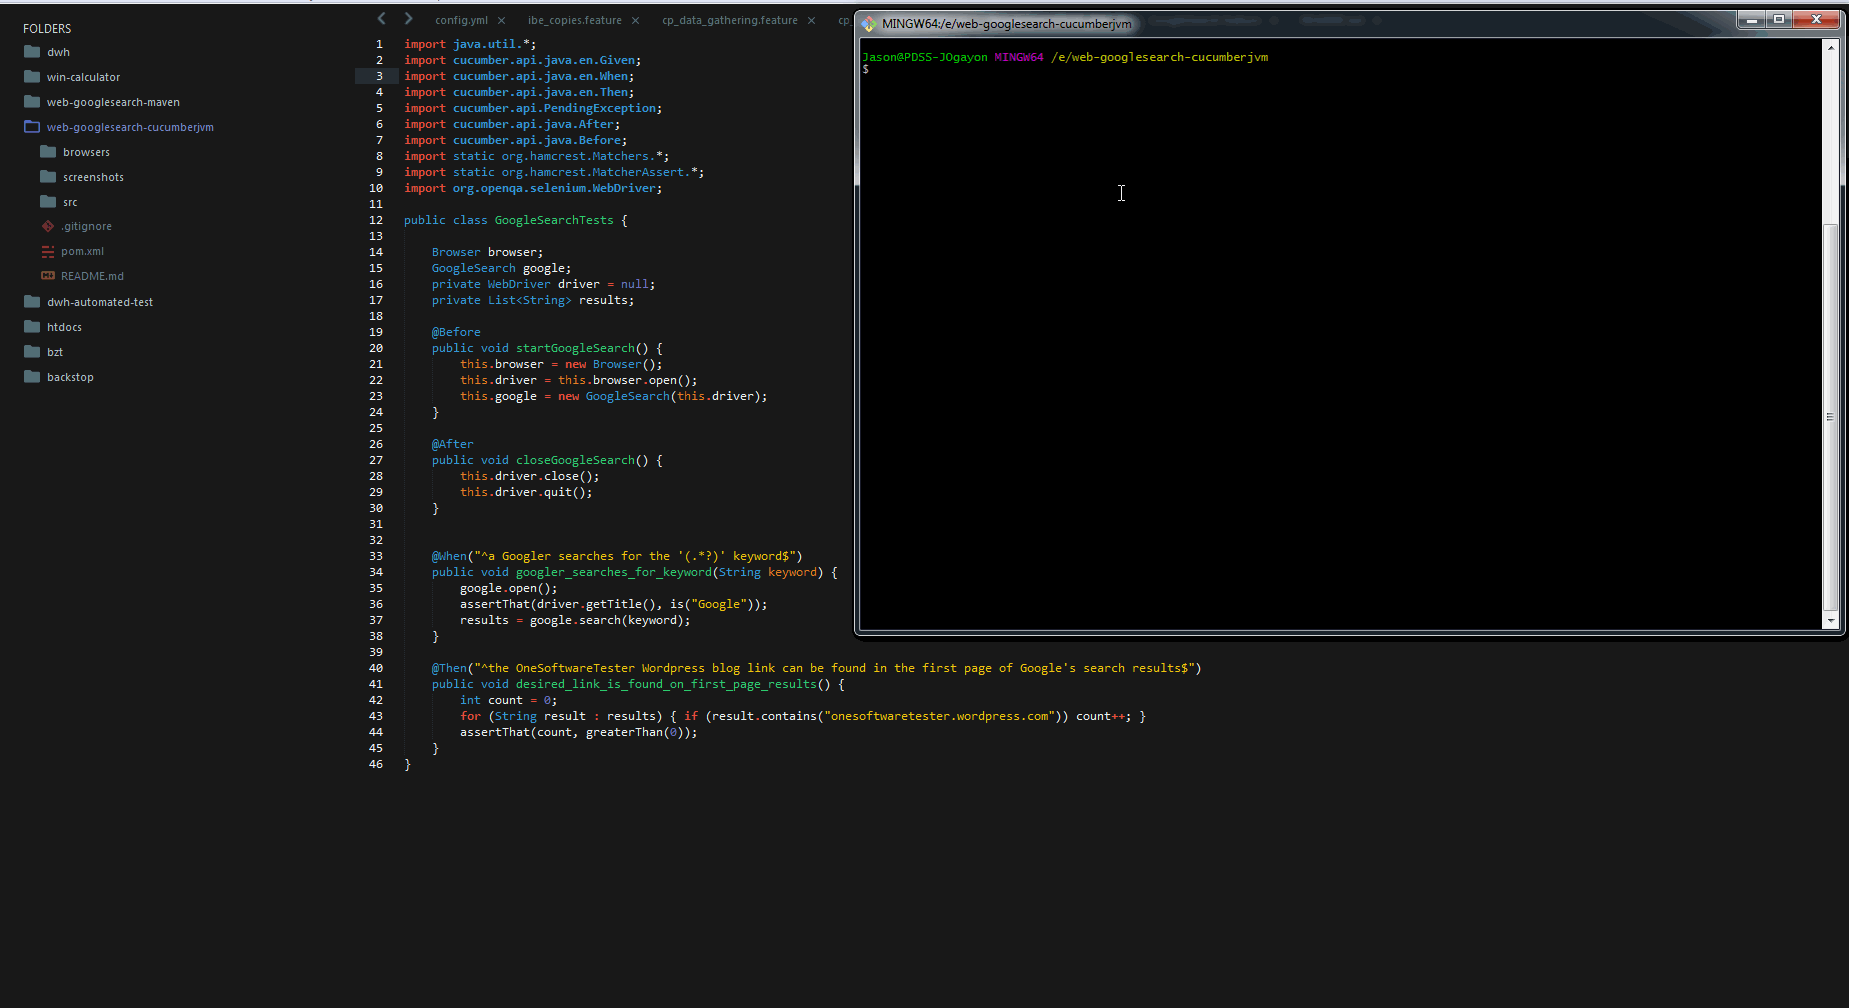 FOLDERS
dwh
win-calculator
web-googlesearch-maven
web-googlesearch-cucumberjvm
browsers
screenshots
src
.gitignore
pom.xml
README.md
dwh-automated-test
htdocs
bzt
backstop
config.yml × ibe_copies.feature × cp_data_gathering.feature × cp_
1 import java.util.*;
2 import cucumber.api.java.en.Given;
3 import cucumber.api.java.en.When;
4 import cucumber.api.java.en.Then;
5 import cucumber.api.PendingException;
6 import cucumber.api.java.After;
7 import cucumber.api.java.Before;
8 import static org.hamcrest.Matchers.*;
9 import static org.hamcrest.MatcherAssert.*;
10 import org.openqa.selenium.WebDriver;
11
12 public class GoogleSearchTests {
13
14     Browser browser;
15     GoogleSearch google;
16     private WebDriver driver = null;
17     private List<String> results;
18
19     @Before
20     public void startGoogleSearch() {
21         this.browser = new Browser();
22         this.driver = this.browser.open();
23         this.google = new GoogleSearch(this.driver);
24     }
25
26     @After
27     public void closeGoogleSearch() {
28         this.driver.close();
29         this.driver.quit();
30     }
31
32
33     @When("^a Googler searches for the '(.*?)' keyword$")
34     public void googler_searches_for_keyword(String keyword) {
35         google.open();
36         assertThat(driver.getTitle(), is("Google"));
37         results = google.search(keyword);
38     }
39
40     @Then("^the OneSoftwareTester Wordpress blog link can be found in the first page of Google's search results$")
41     public void desired_link_is_found_on_first_page_results() {
42         int count = 0;
43         for (String result : results) { if (result.contains("onesoftwaretester.wordpress.com")) count++; }
44         assertThat(count, greaterThan(0));
45     }
46 }
MINGW64:/e/web-googlesearch-cucumberjvm
Jason@PDSS-JOgayon MINGW64 /e/web-googlesearch-cucumberjvm
$